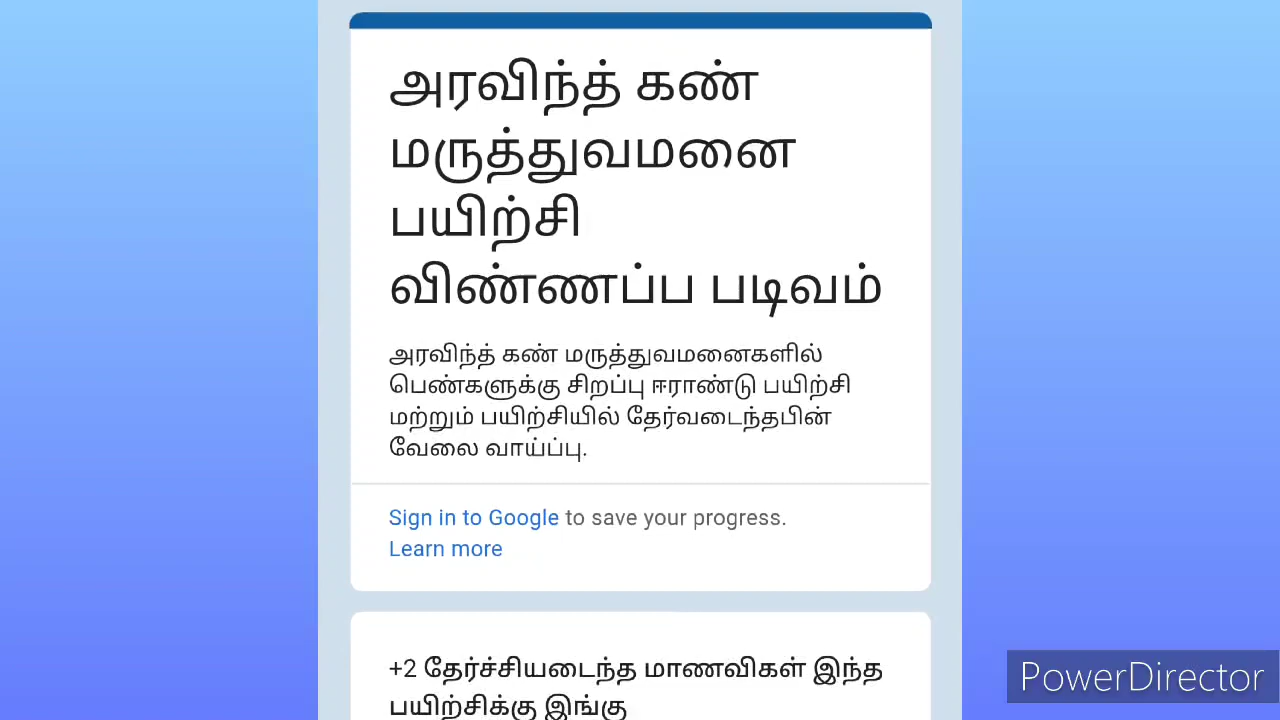 அரவிந்த் கண்
மருத்துவமனை
பயிற்சி
விண்ணப்ப படிவம்
அரவிந்த் கண் மருத்துவமனைகளில்
பெண்களுக்கு சிறப்பு ஈராண்டு பயிற்சி
மற்றும் பயிற்சியில் தேர்வடைந்தபின்
வேலை வாய்ப்பு.
Sign in to Google to save your progress.
Learn more
+2 தேர்ச்சியடைந்த மாணவிகள் இந்த
பயிற்சிக்கு இங்கு
PowerDirector